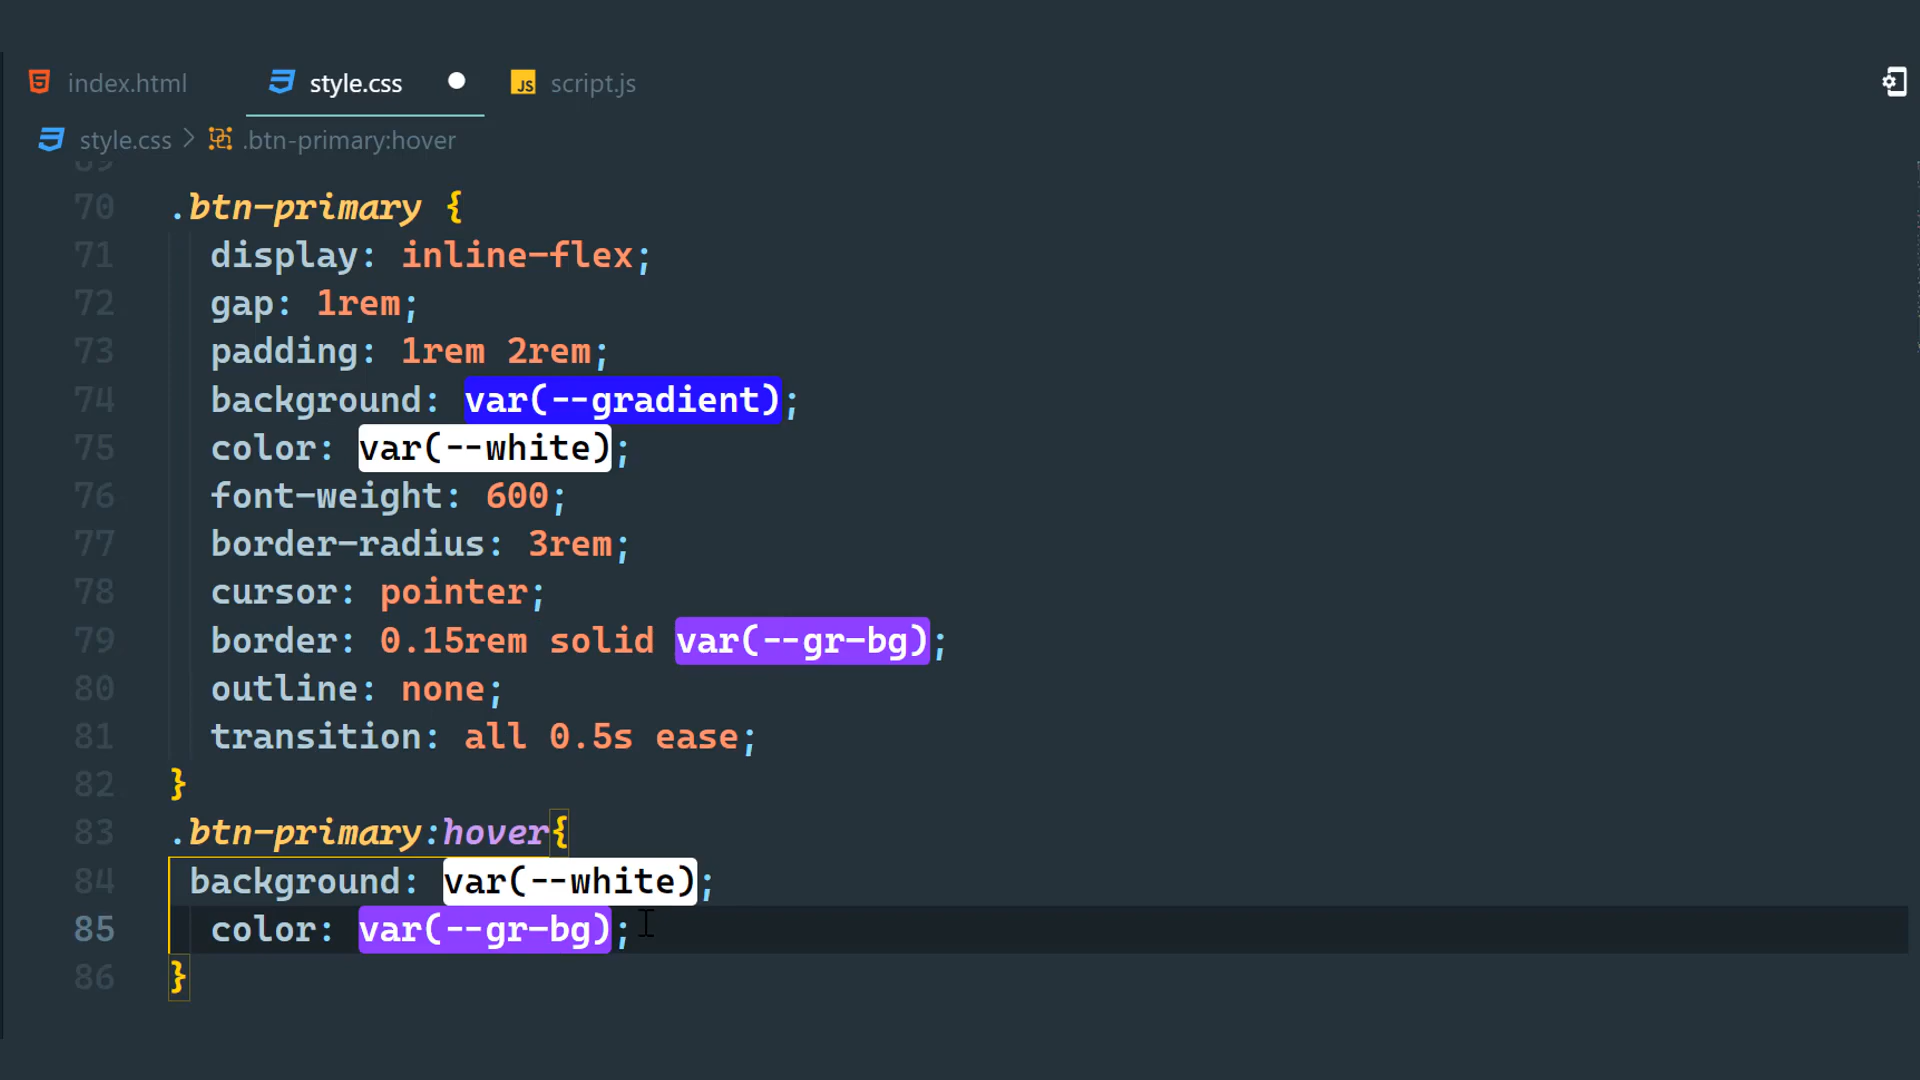 index.html style.css script.js
style.css > .btn-primary:hover
70 .btn-primary {
71 display: inline-flex;
72 gap: 1rem;
73 padding: 1rem 2rem;
74 background: var(--gradient);
75 color: var(--white);
76 font-weight: 600;
77 border-radius: 3rem;
78 cursor: pointer;
79 border: 0.15rem solid var(--gr-bg);
80 outline: none;
81 transition: all 0.5s ease;
82 }
83 .btn-primary:hover{
84 background: var(--white);
85 color: var(--gr-bg);
86 }